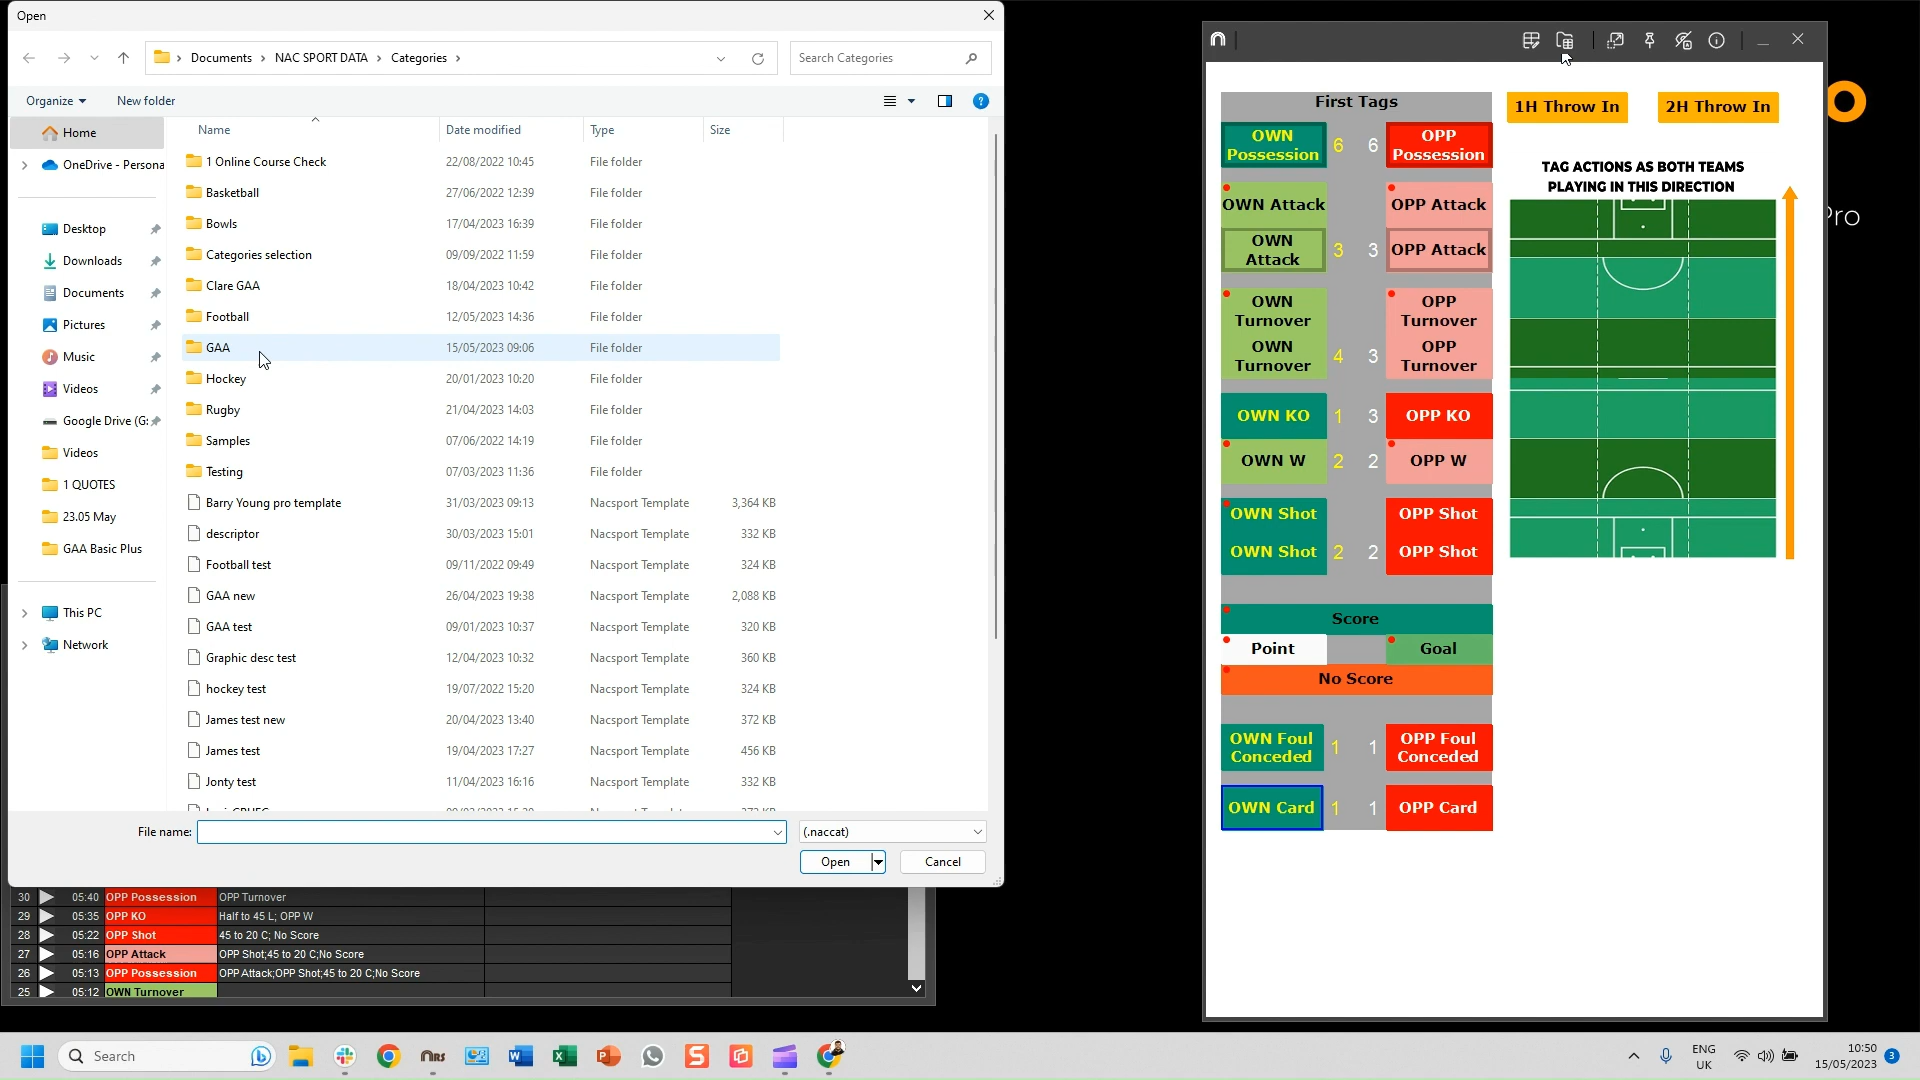 Open
Documents > NAC SPORT DATA > Categories >
Search Categories
Organize
New folder
Name
Date modified
Type
Size
Home
OneDrive - Persona
Desktop
Downloads
Documents
Pictures
Music
Videos
Google Drive (G:
Videos
1 QUOTES
23.05 May
GAA Basic Plus
This PC
Network
1 Online Course Check 22/08/2022 10:45 File folder
Basketball 27/06/2022 12:39 File folder
Bowls 17/04/2023 16:39 File folder
Categories selection 09/09/2022 11:59 File folder
Clare GAA 18/04/2023 10:42 File folder
Football 12/05/2023 14:36 File folder
GAA 15/05/2023 09:06 File folder
Hockey 20/01/2023 10:20 File folder
Rugby 21/04/2023 14:03 File folder
Samples 07/06/2022 14:19 File folder
Testing 07/03/2023 11:36 File folder
Barry Young pro template 31/03/2023 09:13 Nacsport Template 3,364 KB
descriptor 30/03/2023 15:01 Nacsport Template 332 KB
Football test 09/11/2022 09:49 Nacsport Template 324 KB
GAA new 26/04/2023 19:38 Nacsport Template 2,088 KB
GAA test 09/01/2023 10:37 Nacsport Template 320 KB
Graphic desc test 12/04/2023 10:32 Nacsport Template 360 KB
hockey test 19/07/2022 15:20 Nacsport Template 324 KB
James test new 20/04/2023 13:40 Nacsport Template 372 KB
James test 19/04/2023 17:27 Nacsport Template 456 KB
Jonty test 11/04/2023 16:16 Nacsport Template 332 KB
File name:
(.naccat)
Open
Cancel
30 05:40 OPP Possession OPP Turnover
29 05:35 OPP KO Half to 45 L; OPP W
28 05:22 OPP Shot 45 to 20 C; No Score
27 05:16 OPP Attack OPP Shot;45 to 20 C;No Score
26 05:13 OPP Possession OPP Attack;OPP Shot;45 to 20 C;No Score
25 05:12 OWN Turnover
First Tags
OWN
Possession
6 6
OPP
Possession
OWN Attack
OPP Attack
OWN
Attack
3 3
OPP Attack
OWN
Turnover
OPP
Turnover
OWN
Turnover
4 3
OPP
Turnover
OWN KO 1 3 OPP KO
OWN W 2 2 OPP W
OWN Shot OPP Shot
OWN Shot 2 2 OPP Shot
Score
Point Goal
No Score
OWN Foul
Conceded
1 1
OPP Foul
Conceded
OWN Card 1 1 OPP Card
1H Throw In
2H Throw In
TAG ACTIONS AS BOTH TEAMS
PLAYING IN THIS DIRECTION
Pro
Search
nrs
ENG
UK
10:50
15/05/2023
3